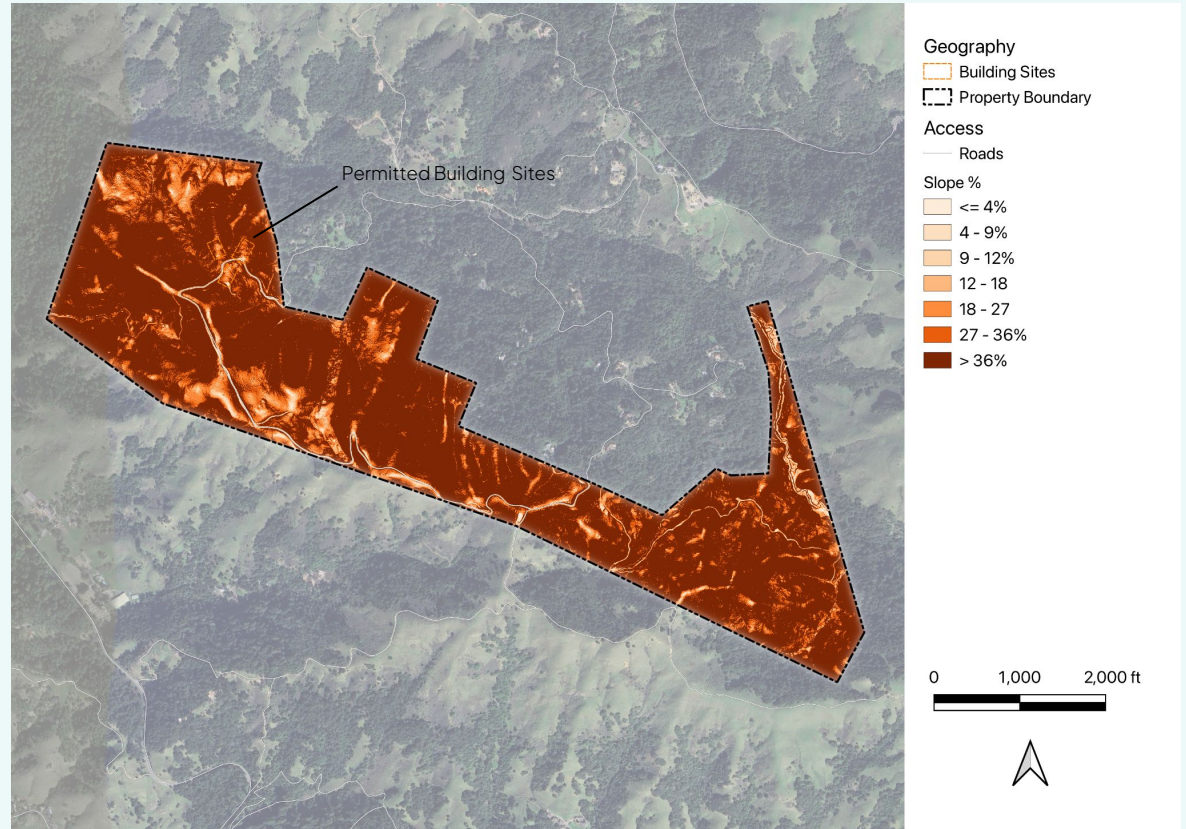 Permitted Building Sites
Geography
Building Sites
Property Boundary
Access
Roads
Slope %
<= 4%
4 - 9%
9 - 12%
12 - 18
18 - 27
27 - 36%
> 36%
0 1,000 2,000 ft